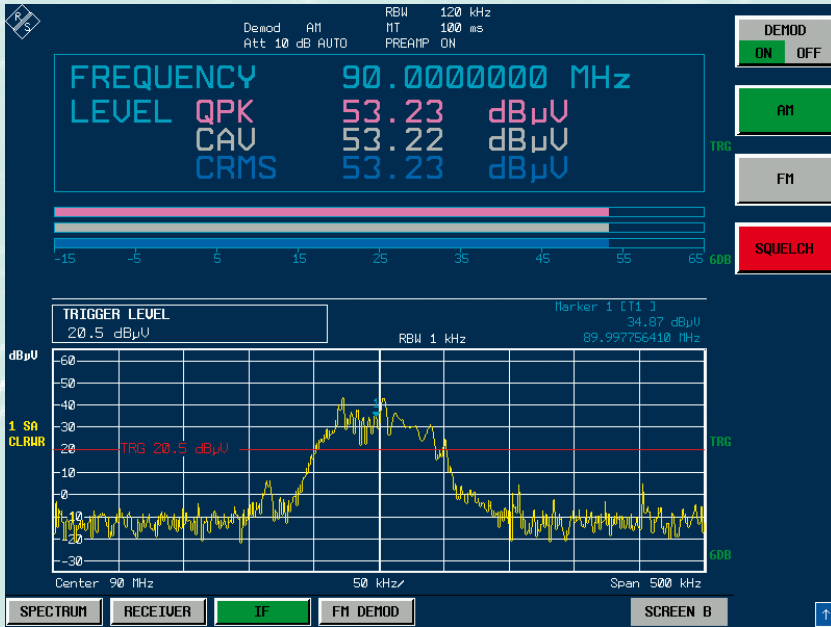 R S
RBW 120 kHz
Demod AM MT 100 ms
Att 10 dB AUTO PREAMP ON
FREQUENCY 90.0000000 MHz
LEVEL QPK 53.23 dBµV
CAV 53.22 dBµV
CRMS 53.23 dBµV
TRG
-15 -5 5 15 25 35 45 55 65 6DB
TRIGGER LEVEL
20.5 dBµV
RBW 1 kHz
Marker 1 [T1 ]
34.87 dBµV
89.997756410 MHz
dBµV
1 SA
CLRWR
60
50
40
30
20
10
0
-10
-20
-30
1
TRG 20.5 dBµV
TRG
6DB
Center 90 MHz 50 kHz/ Span 500 kHz
DEMOD
ON OFF
AM
FM
SQUELCH
SPECTRUM RECEIVER IF FM DEMOD SCREEN B